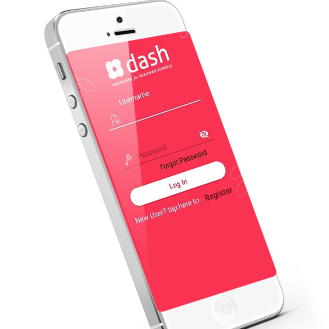 dash
Username
Password
Forgot Password
Log In
New User? tap here to Register